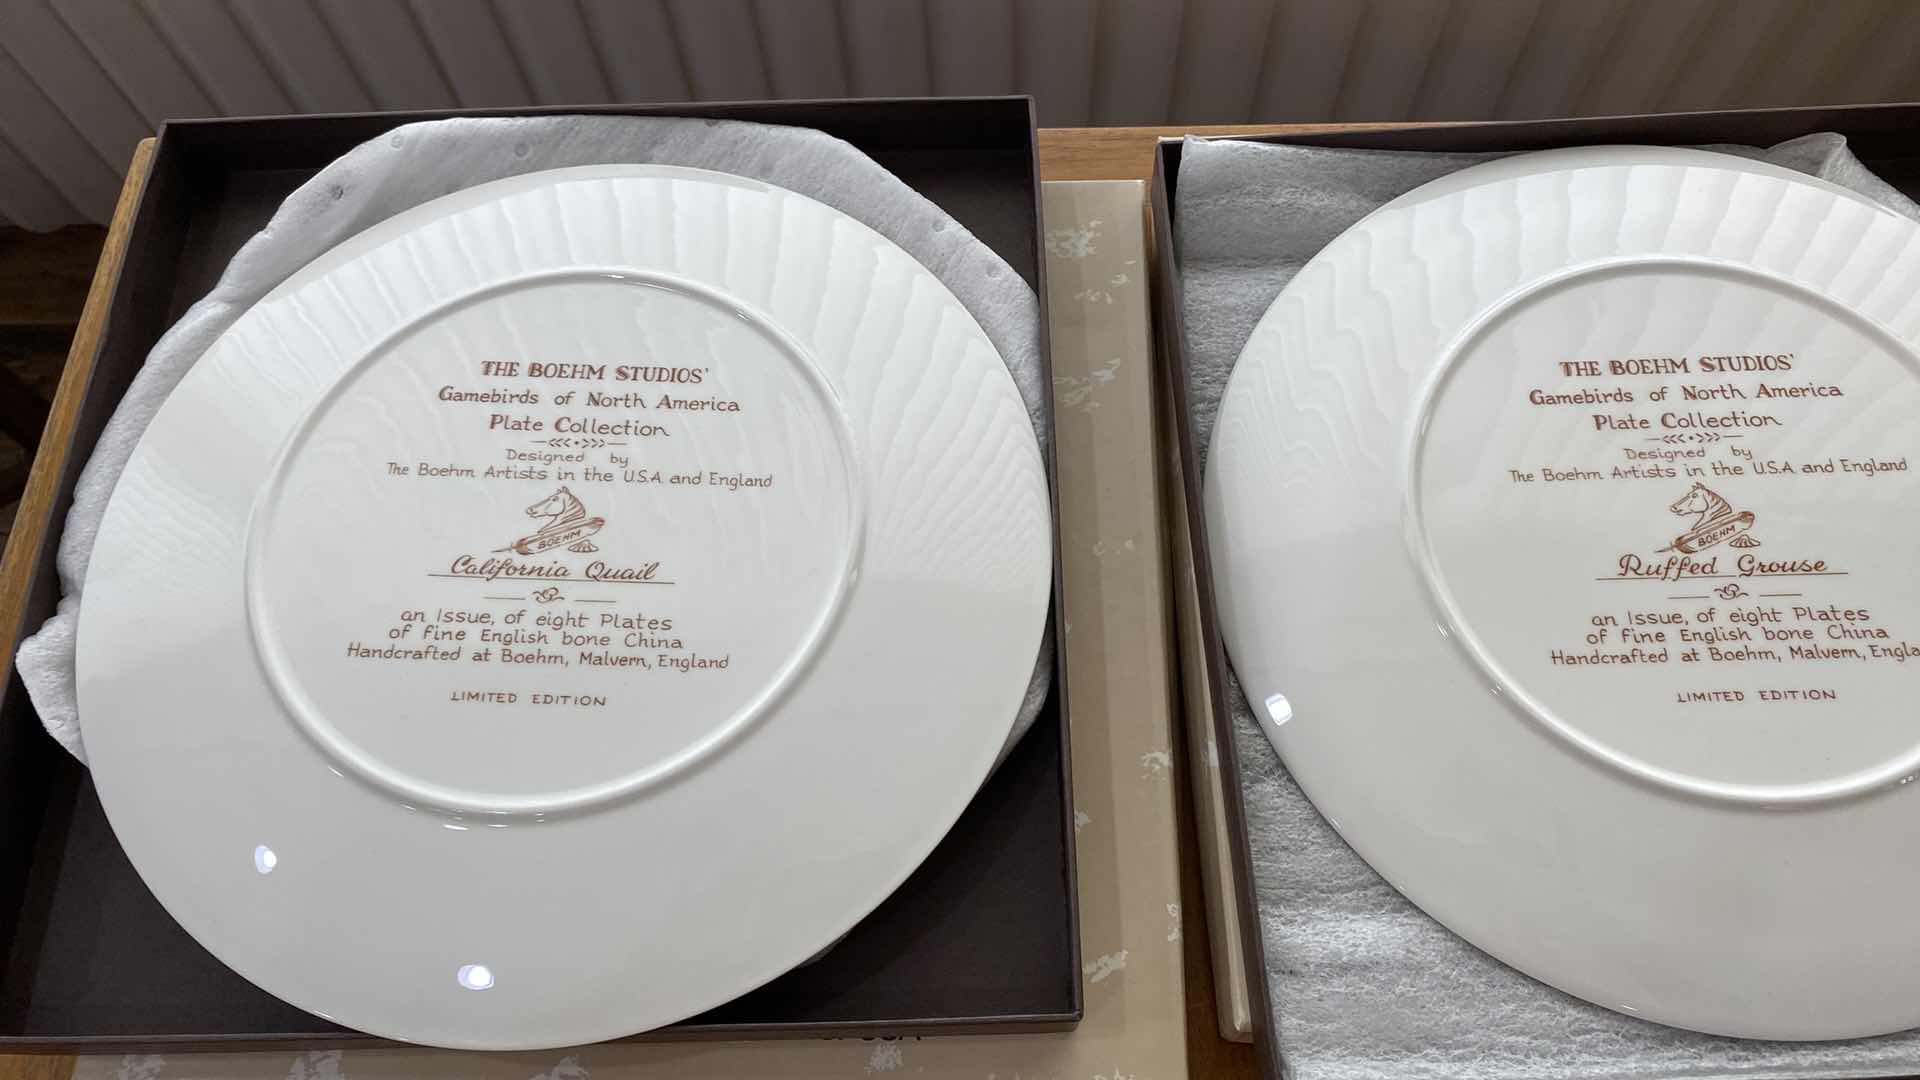 THE BOEHM STUDIOS'
Gamebirds of North America
Plate Collection
Designed by
The Boehm Artists in the U.S.A. and England
BOEHM
California Quail
an Issue, of eight Plates
of fine English bone China
Handcrafted at Boehm, Malvern, England
LIMITED EDITION
THE BOEHM STUDIOS'
Gamebirds of North America
Plate Collection
Designed by
The Boehm Artists in the U.S.A. and England
BOEHM
Ruffed Grouse
an Issue, of eight Plates
of fine English bone China
Handcrafted at Boehm, Malvern, Engla
LIMITED EDITION